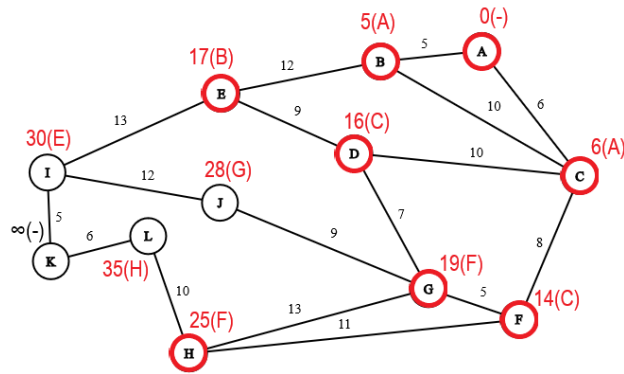 0(-)
5(A)
5
A
B
17(B)
12
E
10
6
13
9
16(C)
30(E)
D
10
6(A)
C
I
12
28(G)
J
7
5
∞(-)
6
L
9
8
K
35(H)
19(F)
G
5
14(C)
10
13
F
25(F)
11
H